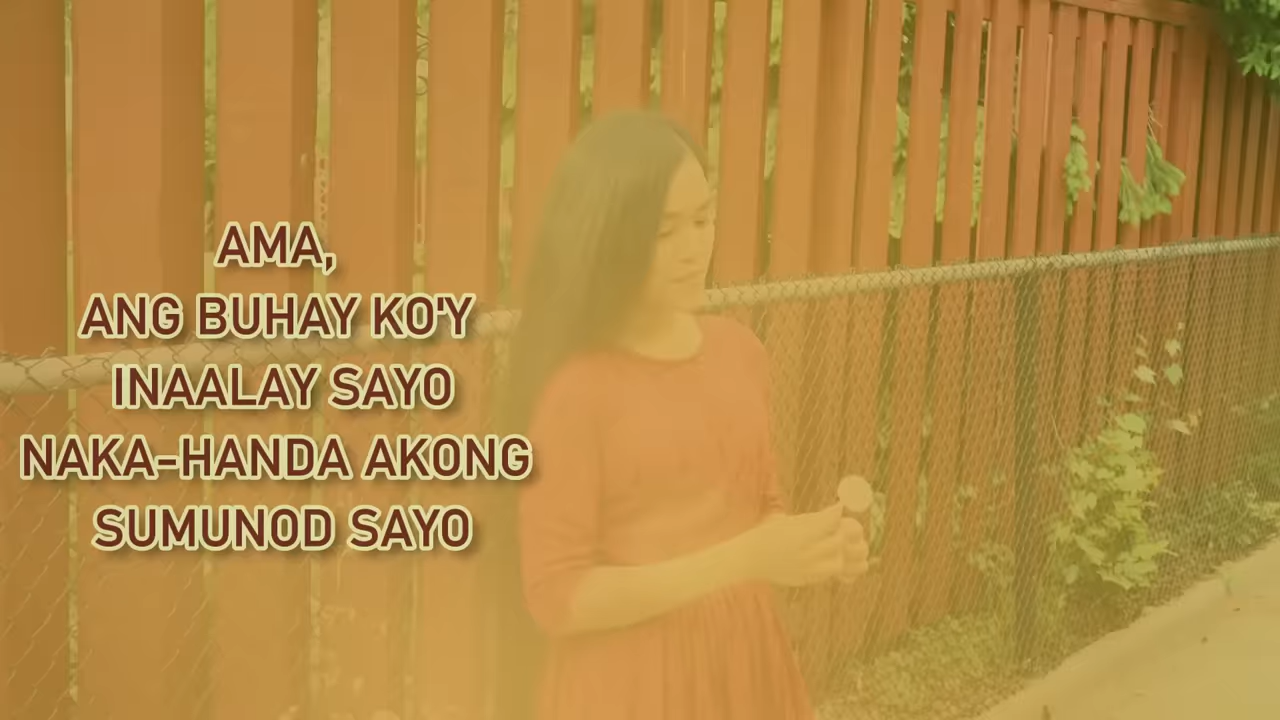 AMA,
ANG BUHAY KO'Y
INAALAY SAYO
NAKA-HANDA AKONG
SUMUNOD SAYO